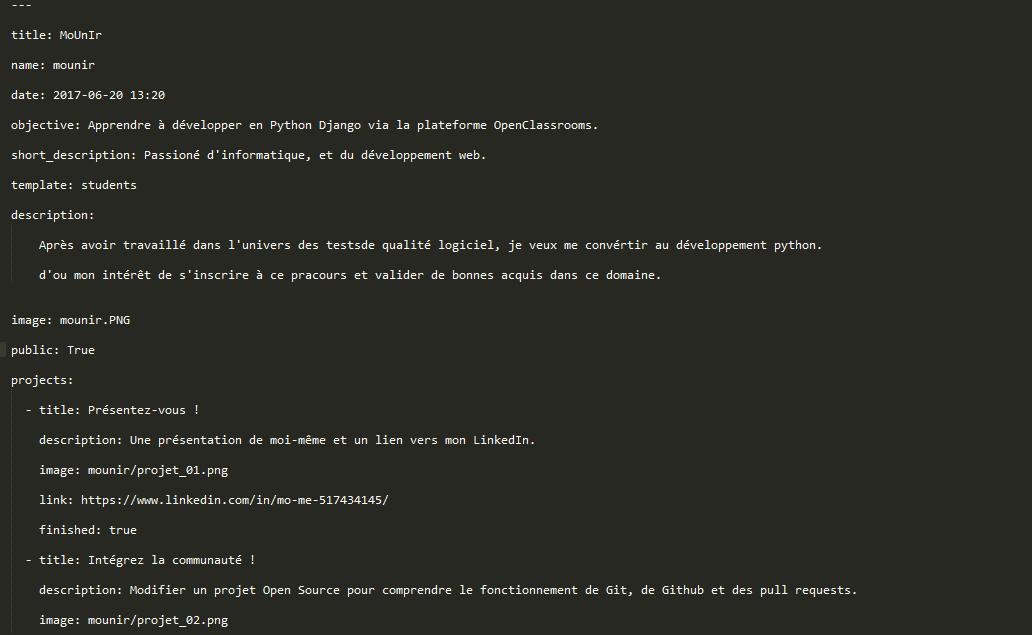 ---
title: MoUnIr
name: mounir
date: 2017-06-20 13:20
objective: Apprendre à développer en Python Django via la plateforme OpenClassrooms.
short_description: Passioné d'informatique, et du développement web.
template: students
description:
Après avoir travaillé dans l'univers des testsde qualité logiciel, je veux me convértir au développement python.
d'ou mon intérêt de s'inscrire à ce pracours et valider de bonnes acquis dans ce domaine.
image: mounir.PNG
public: True
projects:
- title: Présentez-vous !
description: Une présentation de moi-même et un lien vers mon LinkedIn.
image: mounir/projet_01.png
link: https://www.linkedin.com/in/mo-me-517434145/
finished: true
- title: Intégrez la communauté !
description: Modifier un projet Open Source pour comprendre le fonctionnement de Git, de Github et des pull requests.
image: mounir/projet_02.png